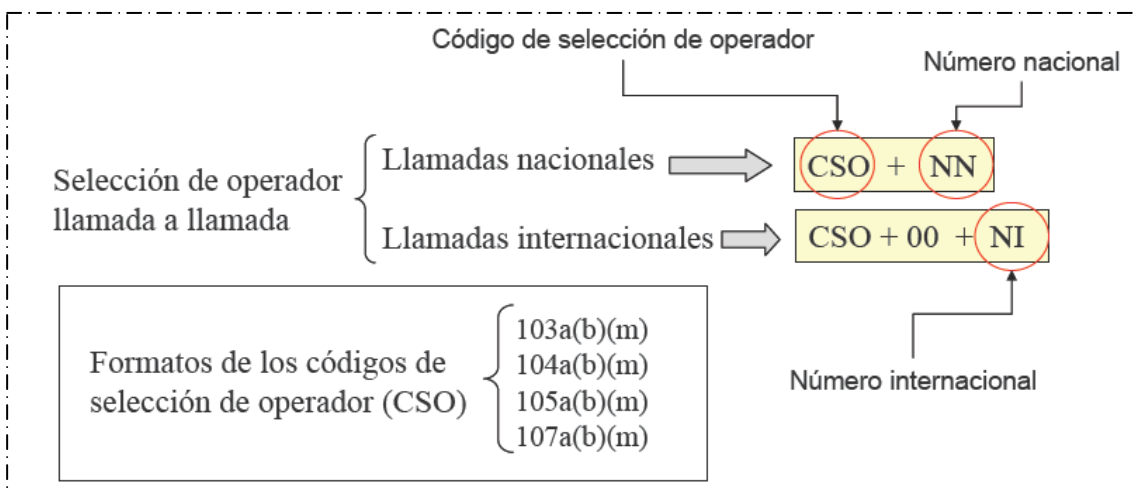 Código de selección de operador
Número nacional
Selección de operador
llamada a llamada
Llamadas nacionales
CSO + NN
Llamadas internacionales
CSO + 00 + NI
Número internacional
Formatos de los códigos de
selección de operador (CSO)
103a(b)(m)
104a(b)(m)
105a(b)(m)
107a(b)(m)